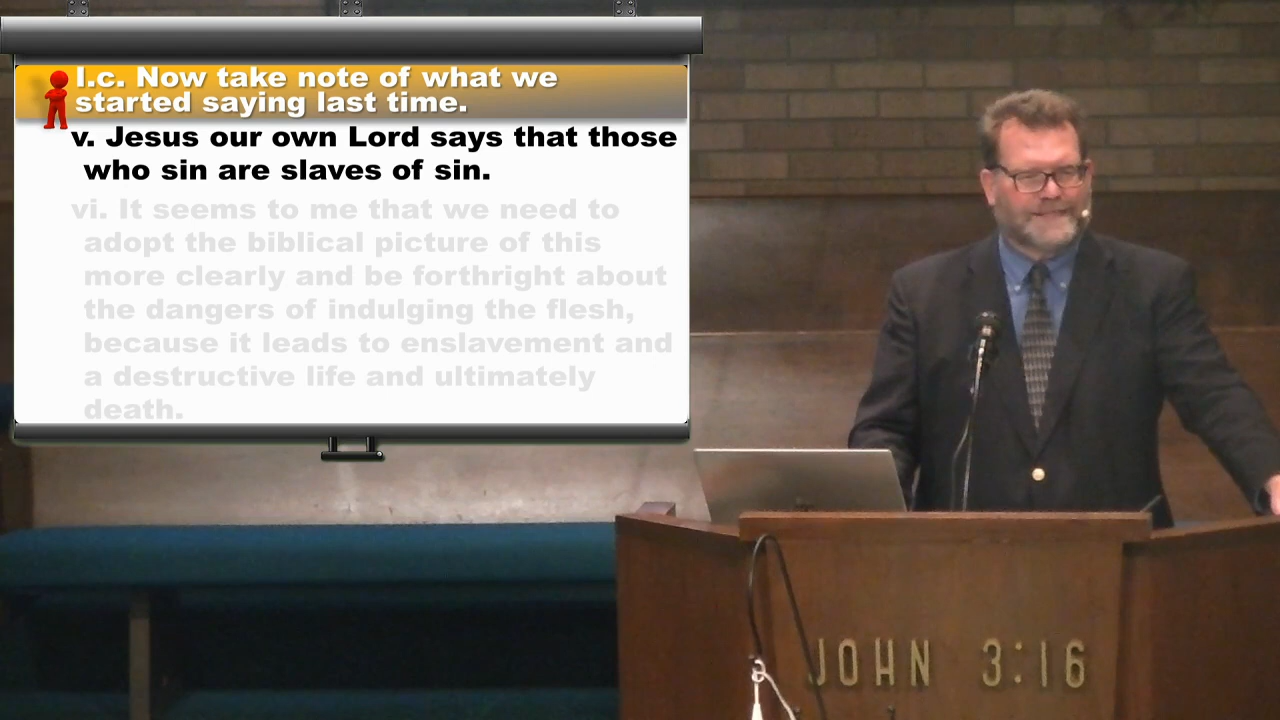 I.c. Now take note of what we
started saying last time.
v. Jesus our own Lord says that those
who sin are slaves of sin.
vi. It seems to me that we need to
adopt the biblical picture of this
more clearly and be forthright about
the dangers of indulging the flesh,
because it leads to enslavement and
a destructive life and ultimately
death.
JOHN 3:16